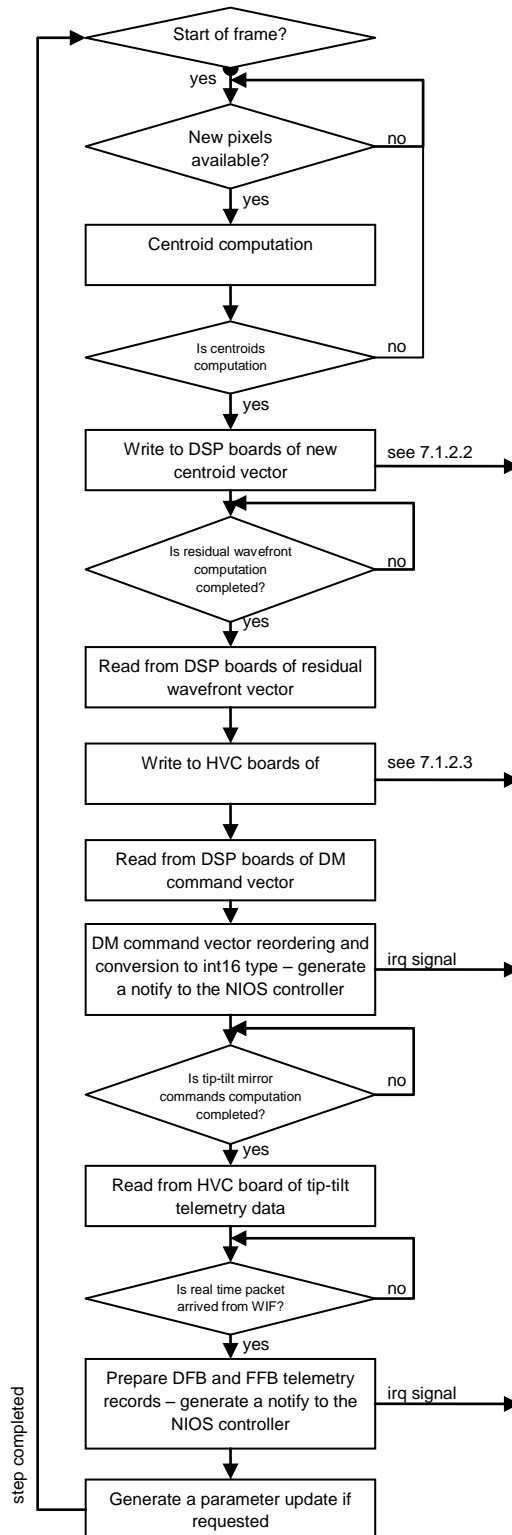 Start of frame?
yes
New pixels
available?
no
yes
Centroid computation
Is centroids
computation
no
yes
Write to DSP boards of new
centroid vector
see 7.1.2.2
Is residual wavefront
computation
completed?
no
yes
Read from DSP boards of residual
wavefront vector
Write to HVC boards of
see 7.1.2.3
Read from DSP boards of DM
command vector
DM command vector reordering and
conversion to int16 type – generate
a notify to the NIOS controller
irq signal
Is tip-tilt mirror
commands computation
completed?
no
yes
Read from HVC board of tip-tilt
telemetry data
Is real time packet
arrived from WIF?
no
yes
Prepare DFB and FFB telemetry
records – generate a notify to the
NIOS controller
irq signal
step completed
Generate a parameter update if
requested